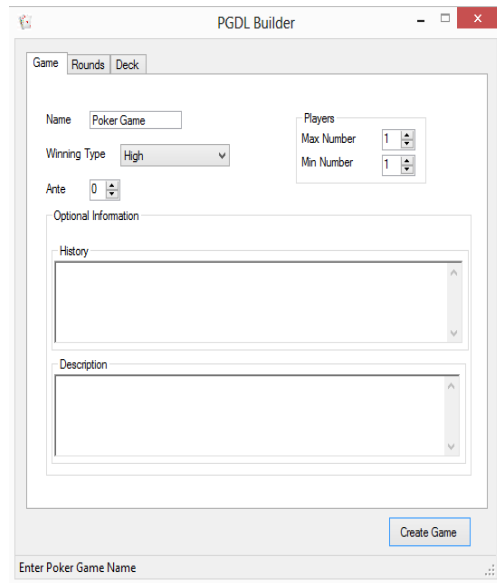 PGDL Builder
Game Rounds Deck
Name Poker Game
Players
Max Number 1
Winning Type High
Min Number 1
Ante 0
Optional Information
History
Description
Create Game
Enter Poker Game Name